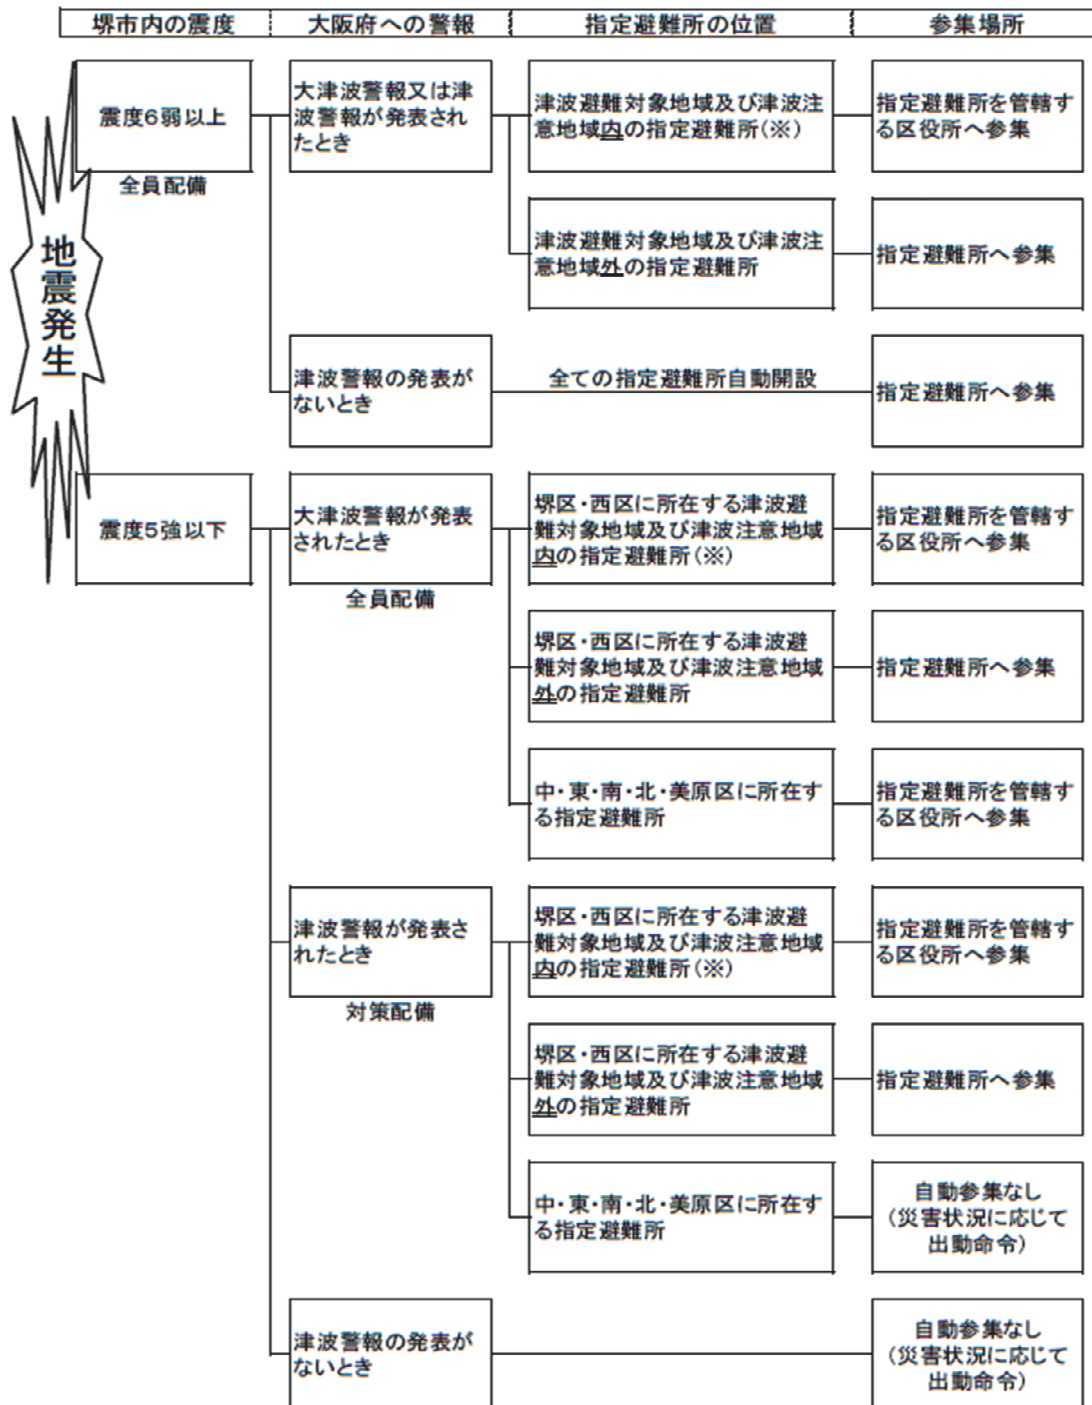 堺市内の震度
大阪府への警報
指定避難所の位置
参集場所
地震発生
震度6弱以上
全員配備
大津波警報又は津
波警報が発表され
たとき
津波避難対象地域及び津波注
意地域内の指定避難所(※)
指定避難所を管轄す
る区役所へ参集
津波避難対象地域及び津波注
意地域外の指定避難所
指定避難所へ参集
津波警報の発表が
ないとき
全ての指定避難所自動開設
指定避難所へ参集
震度5強以下
大津波警報が発表
されたとき
全員配備
堺区・西区に所在する津波避
難対象地域及び津波注意地域
内の指定避難所(※)
指定避難所を管轄す
る区役所へ参集
堺区・西区に所在する津波避
難対象地域及び津波注意地域
外の指定避難所
指定避難所へ参集
中・東・南・北・美原区に所在す
る指定避難所
指定避難所を管轄す
る区役所へ参集
津波警報が発表さ
れたとき
対策配備
堺区・西区に所在する津波避
難対象地域及び津波注意地域
内の指定避難所(※)
指定避難所を管轄す
る区役所へ参集
堺区・西区に所在する津波避
難対象地域及び津波注意地域
外の指定避難所
指定避難所へ参集
中・東・南・北・美原区に所在す
る指定避難所
自動参集なし
(災害状況に応じて
出動命令)
津波警報の発表が
ないとき
自動参集なし
(災害状況に応じて
出動命令)